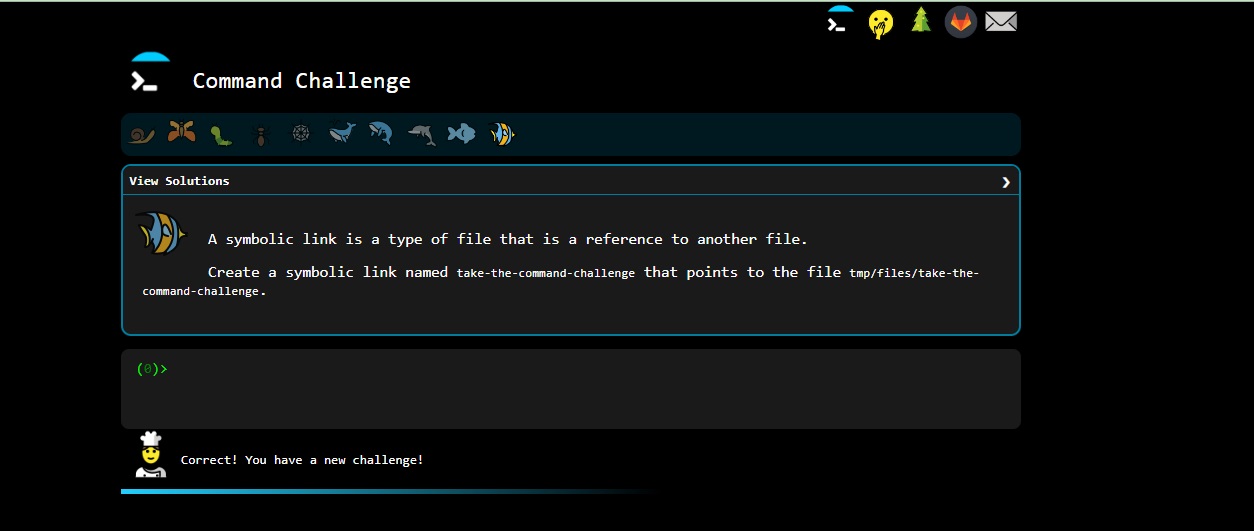 Command Challenge
View Solutions
A symbolic link is a type of file that is a reference to another file.
Create a symbolic link named take-the-command-challenge that points to the file tmp/files/take-the-
command-challenge.
(0)>
Correct! You have a new challenge!